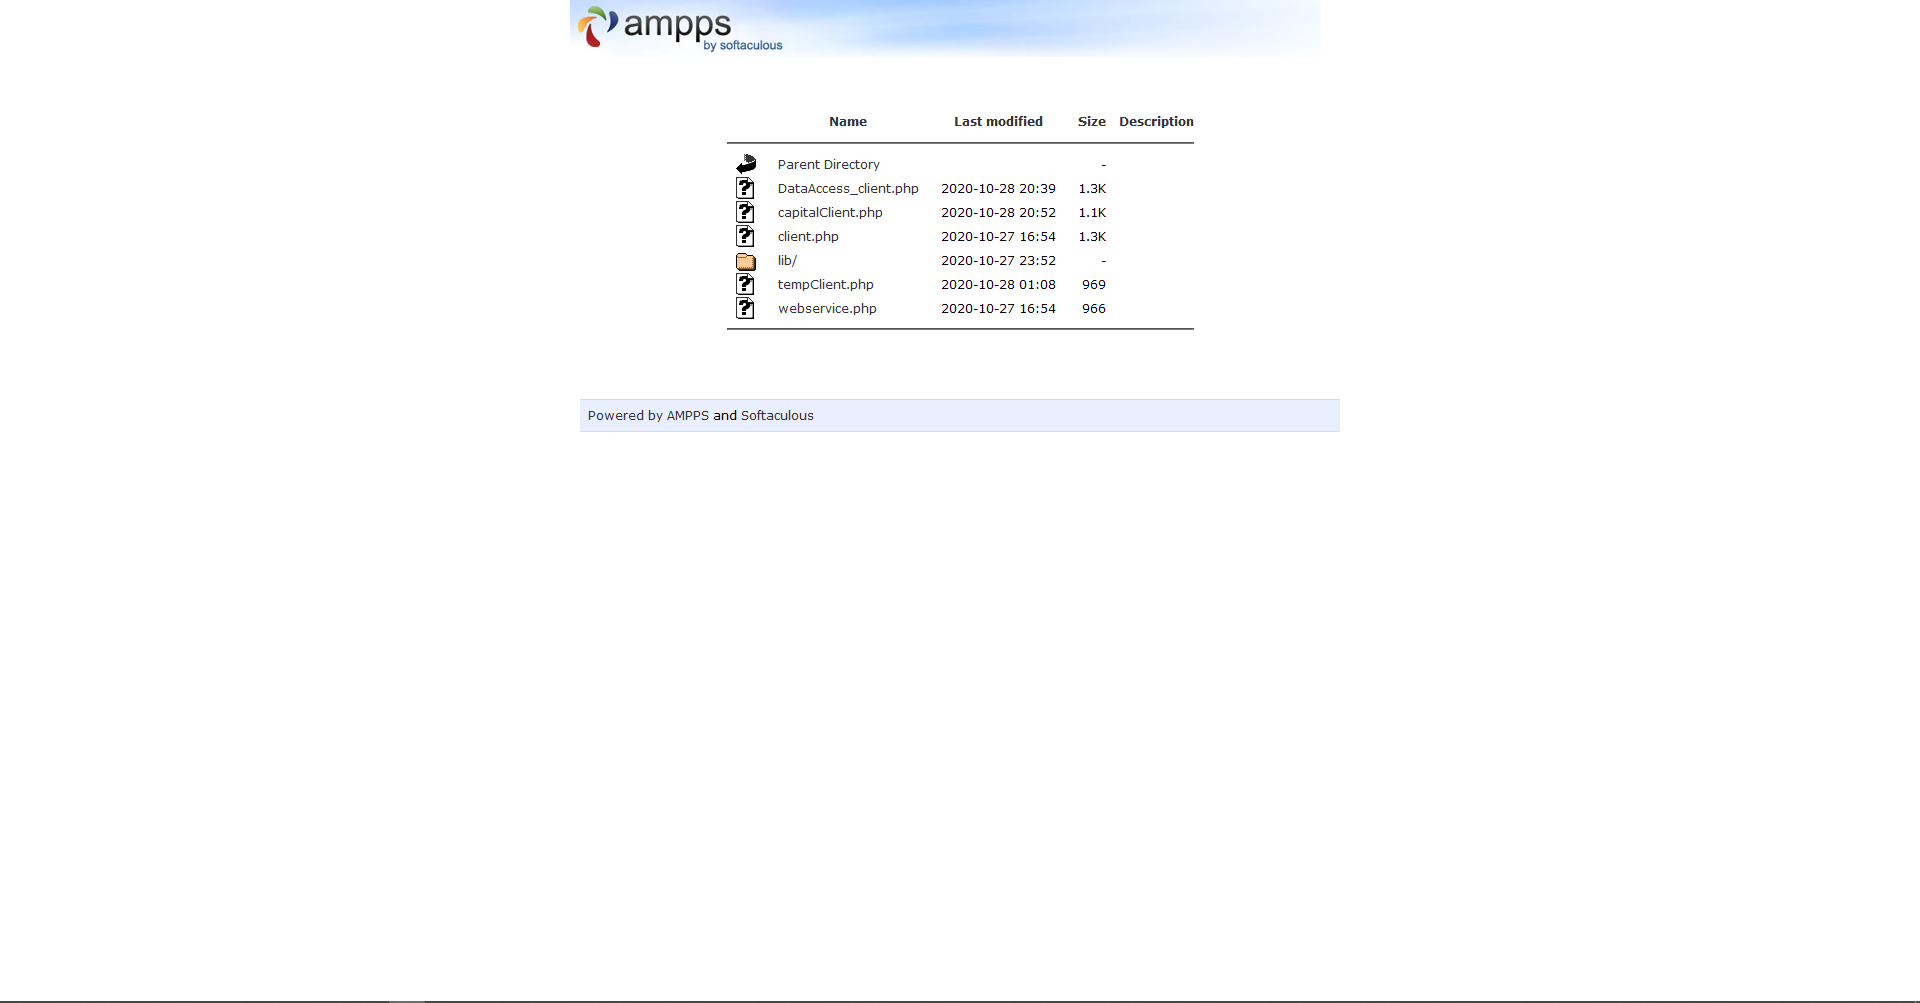 ampps
by softaculous
Name Last modified Size Description
Parent Directory -
DataAccess_client.php 2020-10-28 20:39 1.3K
capitalClient.php 2020-10-28 20:52 1.1K
client.php 2020-10-27 16:54 1.3K
lib/ 2020-10-27 23:52 -
tempClient.php 2020-10-28 01:08 969
webservice.php 2020-10-27 16:54 966
Powered by AMPPS and Softaculous